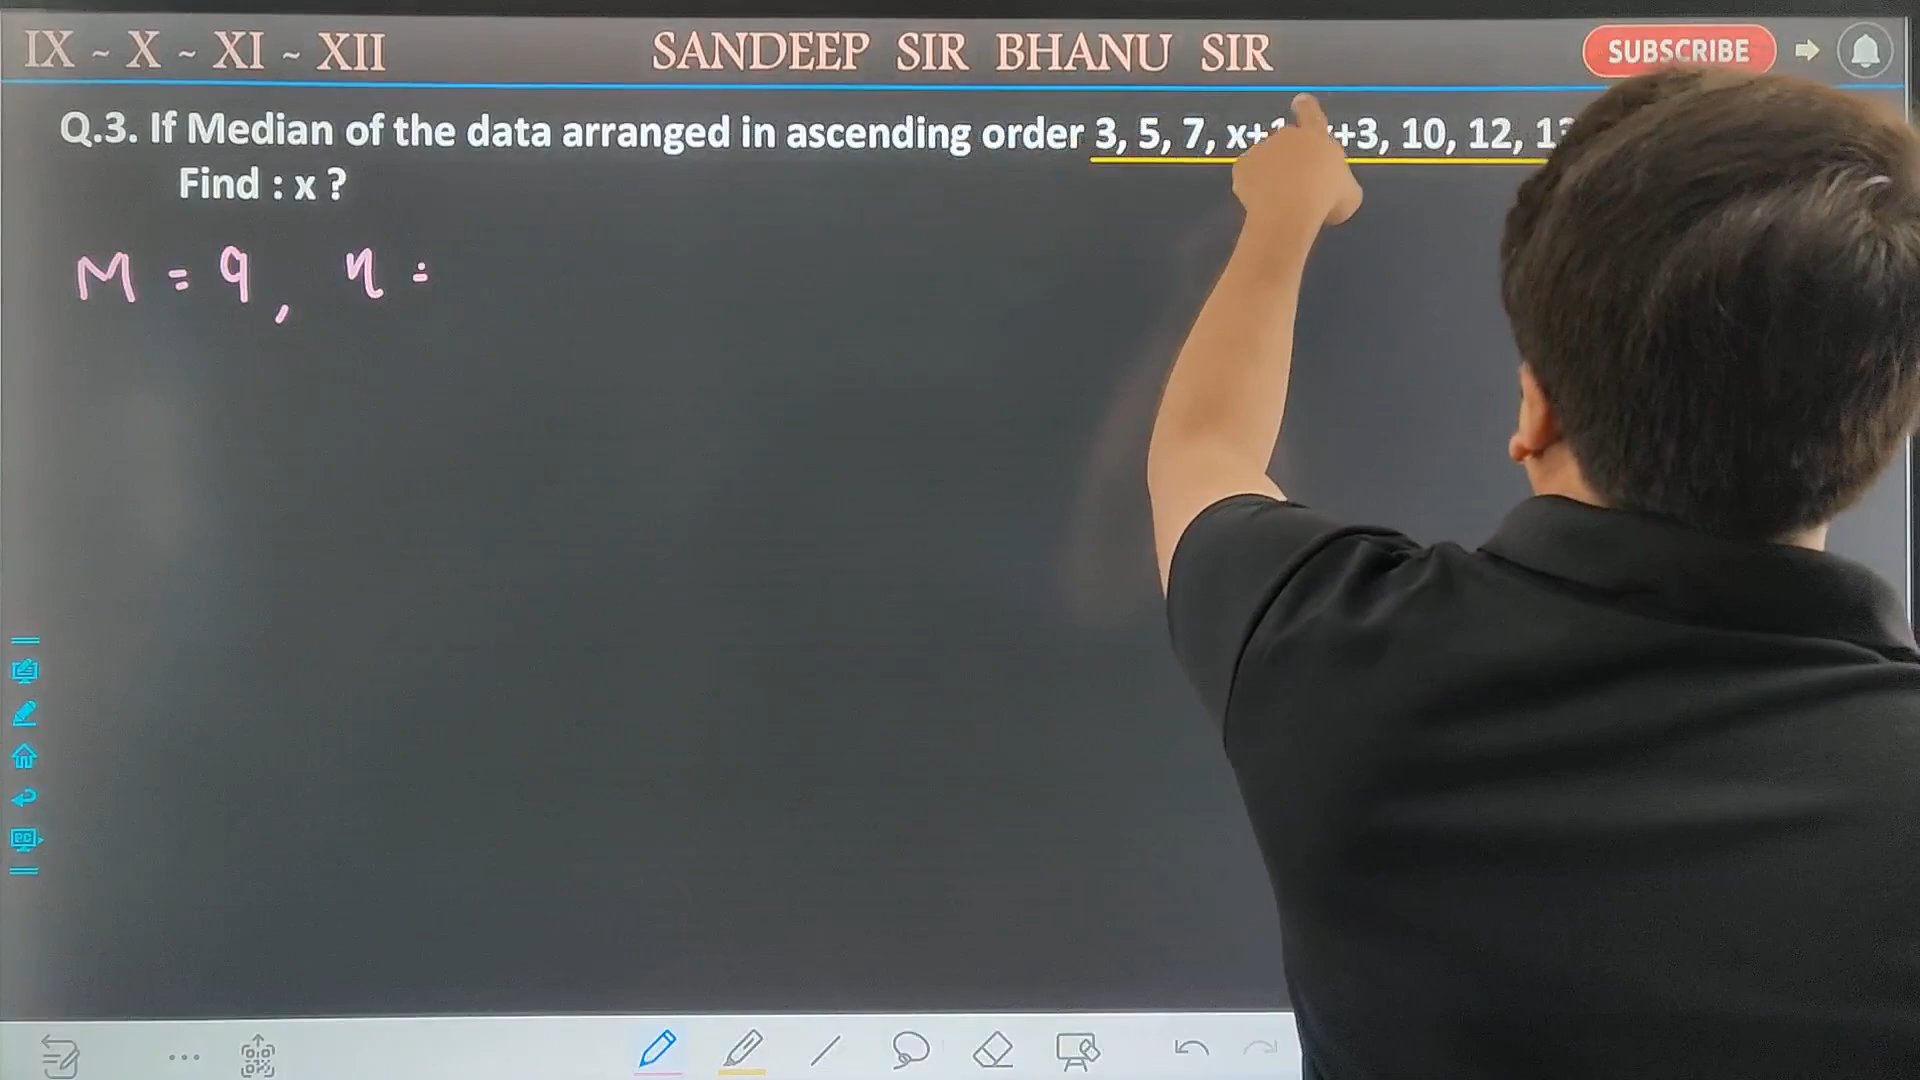 IX ~ X ~ XI ~ XII SANDEEP SIR BHANU SIR SUBSCRIBE
Q.3. If Median of the data arranged in ascending order 3, 5, 7, x+1, x+3, 10, 12, 13
Find : x ?
M = 9, n =